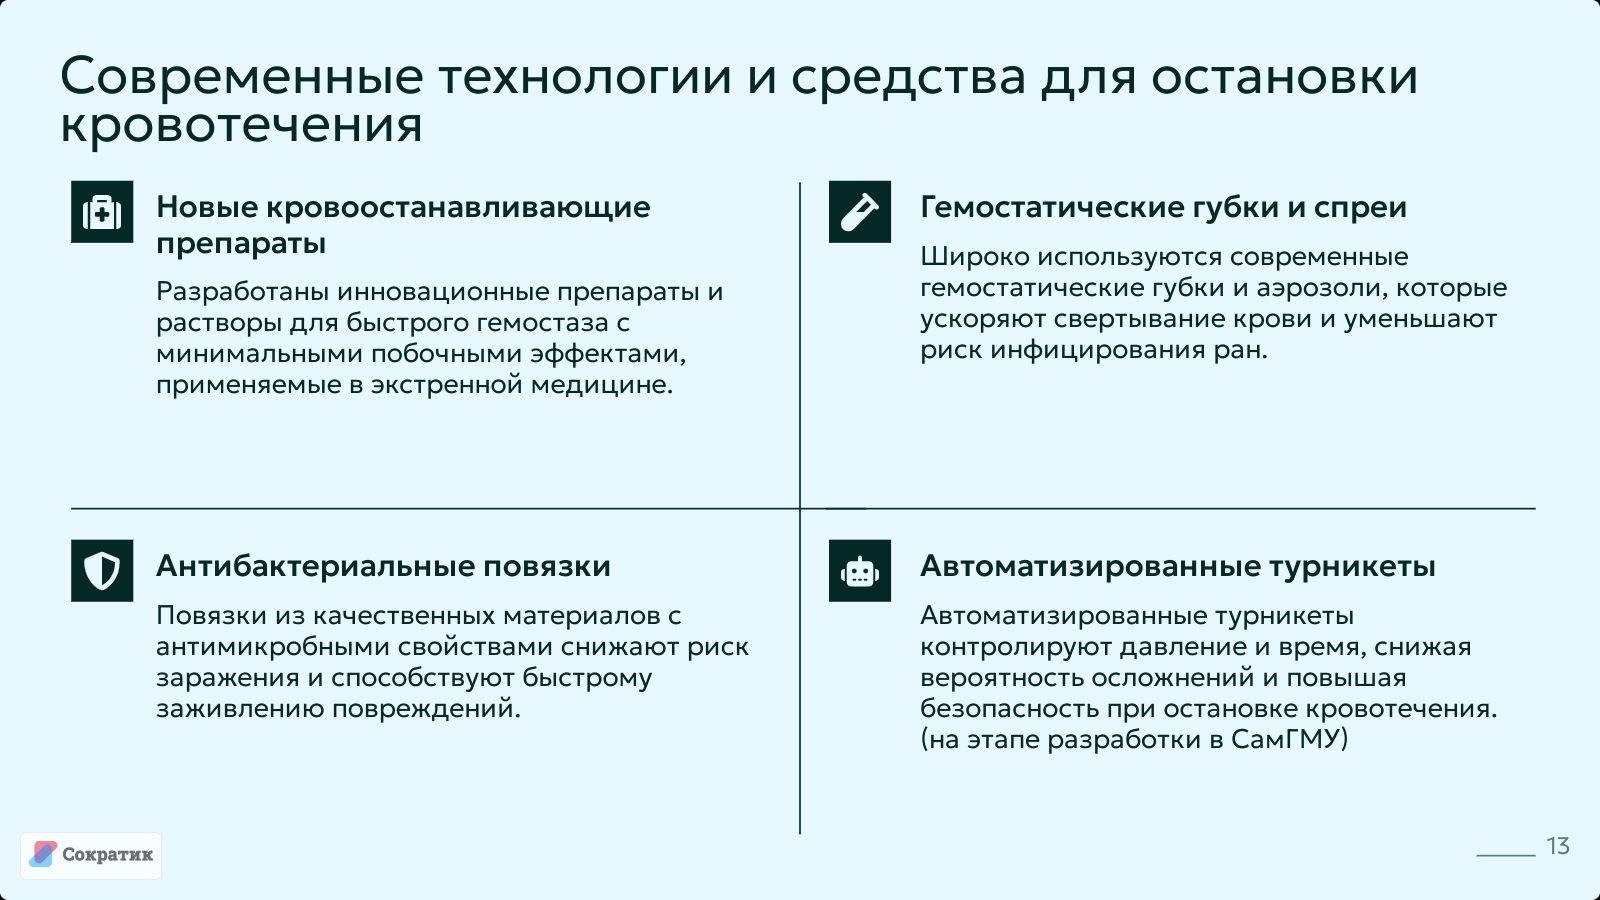 Современные технологии и средства для остановки
кровотечения
Новые кровоостанавливающие
препараты
Разработаны инновационные препараты и
растворы для быстрого гемостаза с
минимальными побочными эффектами,
применяемые в экстренной медицине.
Гемостатические губки и спреи
Широко используются современные
гемостатические губки и аэрозоли, которые
ускоряют свертывание крови и уменьшают
риск инфицирования ран.
Антибактериальные повязки
Повязки из качественных материалов с
антимикробными свойствами снижают риск
заражения и способствуют быстрому
заживлению повреждений.
Автоматизированные турникеты
Автоматизированные турникеты
контролируют давление и время, снижая
вероятность осложнений и повышая
безопасность при остановке кровотечения.
(на этапе разработки в СамГМУ)
Сократик
13